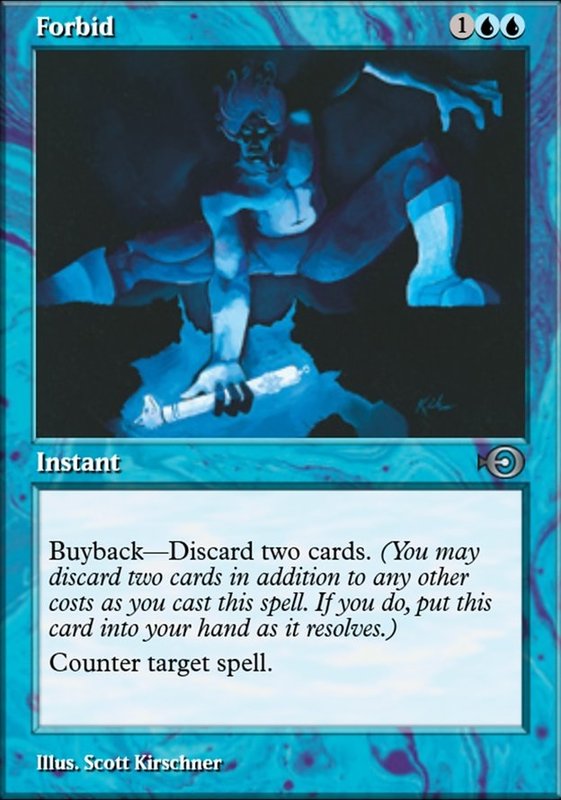 Forbid 1
Instant
Buyback—Discard two cards. (You may
discard two cards in addition to any other
costs as you cast this spell. If you do, put this
card into your hand as it resolves.)
Counter target spell.
Illus. Scott Kirschner